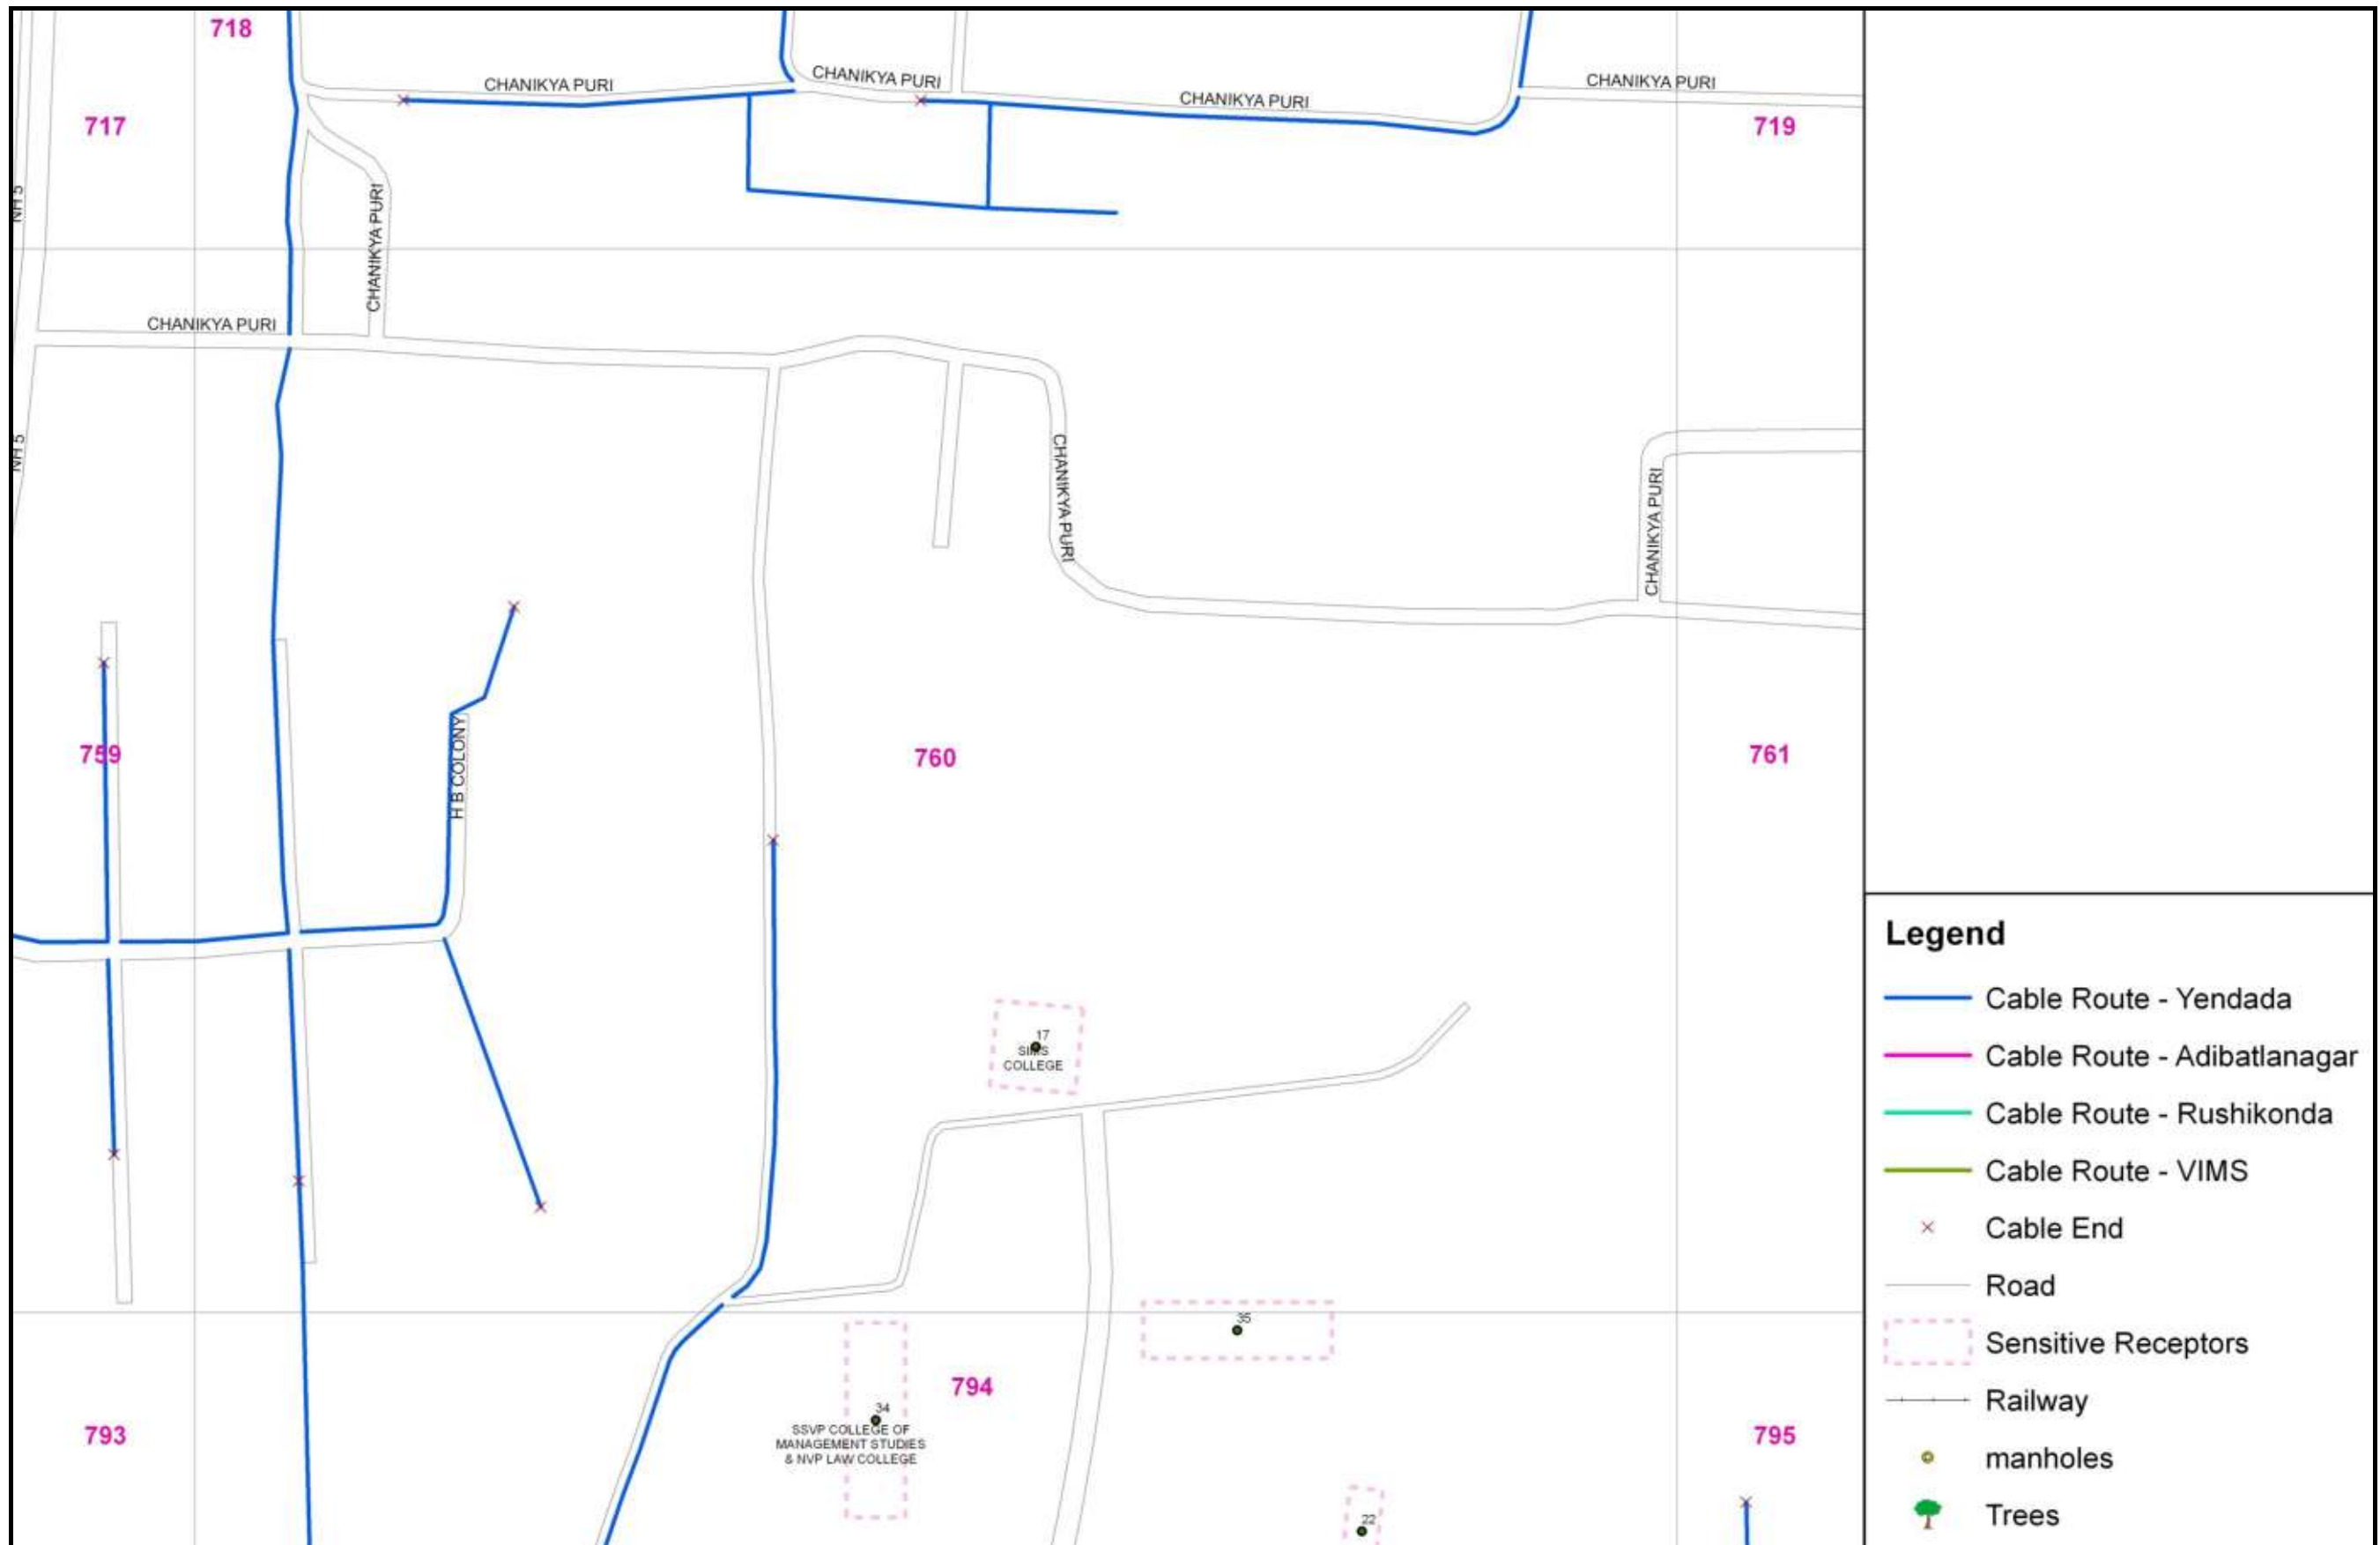 718
CHANIKYA PURI
CHANIKYA PURI
CHANIKYA PURI
CHANIKYA PURI
717
719
NH 5
CHANIKYA PURI
CHANIKYA PURI
NH 5
CHANIKYA PURI
CHANIKYA PURI
H B COLONY
759
760
761
17
SIMS
COLLEGE
35
794
34
SSVP COLLEGE OF
MANAGEMENT STUDIES
& NVP LAW COLLEGE
793
795
22
Legend
Cable Route - Yendada
Cable Route - Adibatlanagar
Cable Route - Rushikonda
Cable Route - VIMS
Cable End
Road
Sensitive Receptors
Railway
manholes
Trees